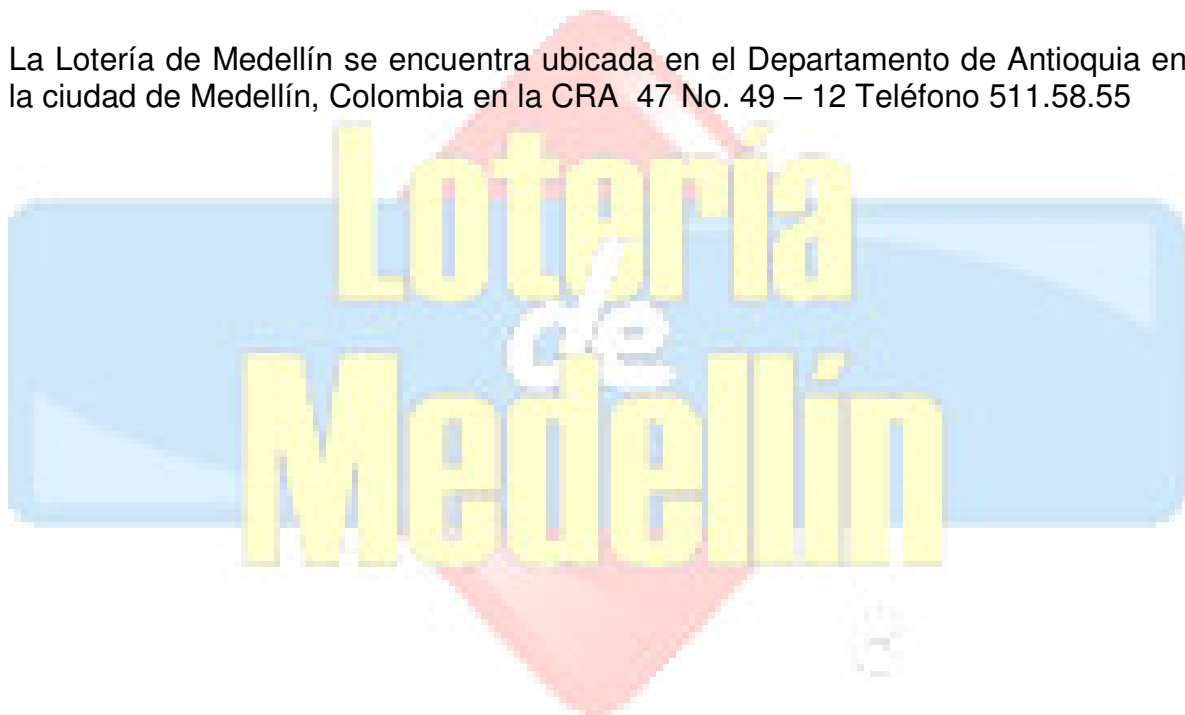 La Lotería de Medellín se encuentra ubicada en el Departamento de Antioquia en
la ciudad de Medellín, Colombia en la CRA 47 No. 49 – 12 Teléfono 511.58.55
Lotería
de
Medellín